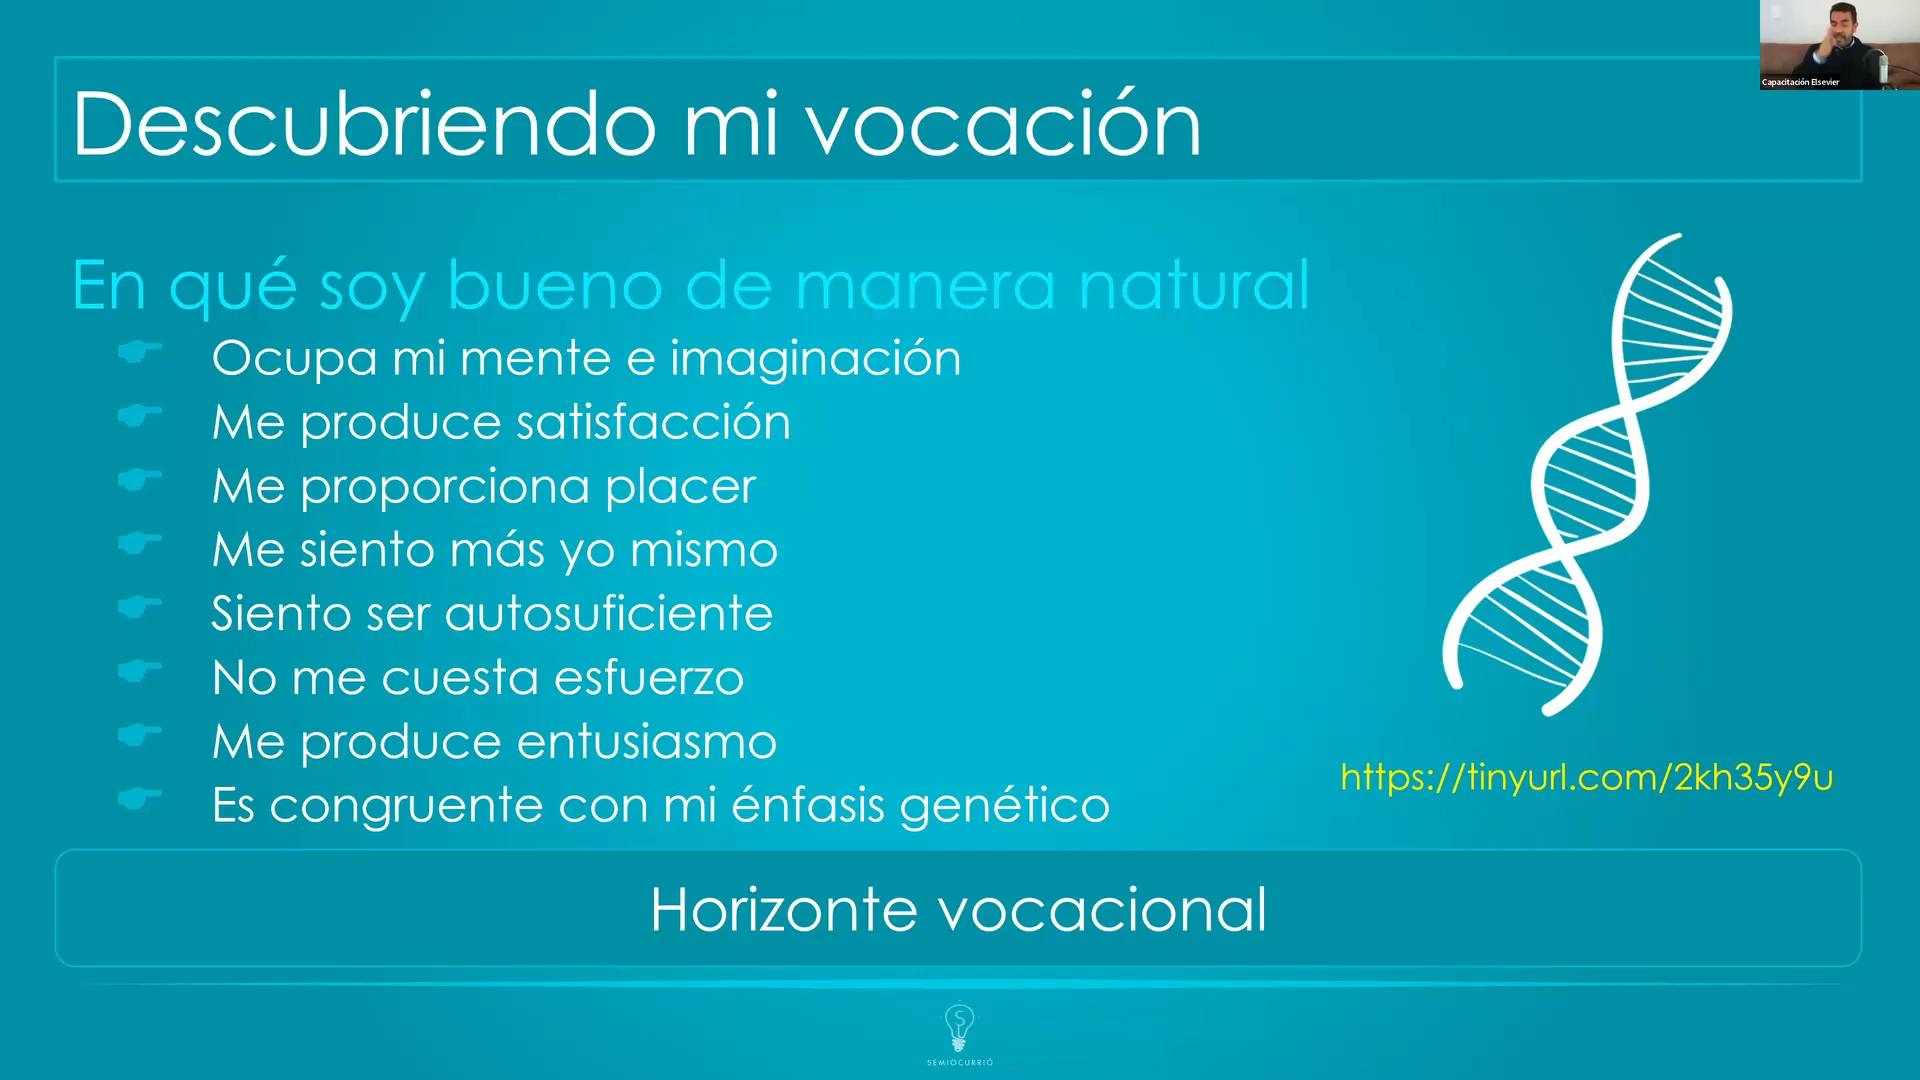 Capacitación Elsevier
Descubriendo mi vocación
En qué soy bueno de manera natural
Ocupa mi mente e imaginación
Me produce satisfacción
Me proporciona placer
Me siento más yo mismo
Siento ser autosuficiente
No me cuesta esfuerzo
Me produce entusiasmo
Es congruente con mi énfasis genético
https://tinyurl.com/2kh35y9u
Horizonte vocacional
SEMIOCURRIÓ